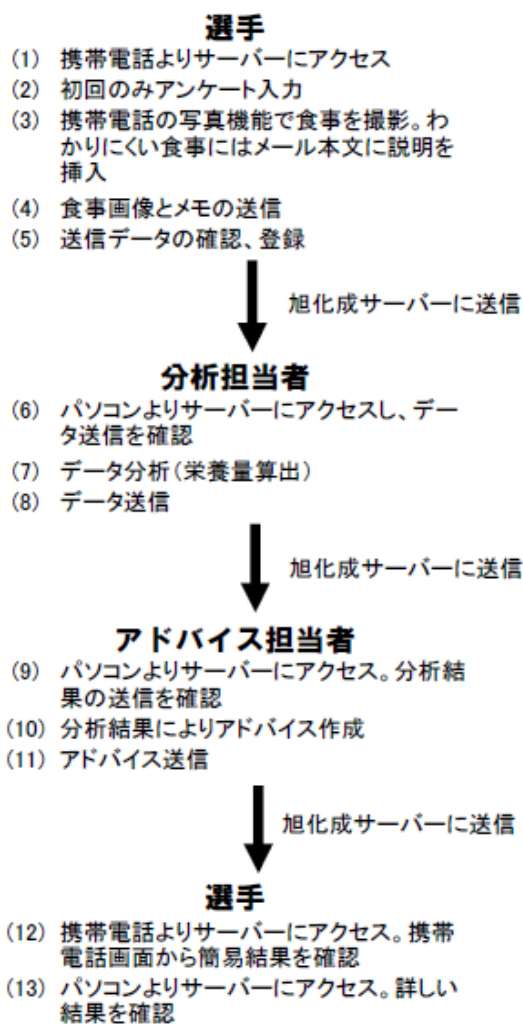 選手
(1) 携帯電話よりサーバーにアクセス
(2) 初回のみアンケート入力
(3) 携帯電話の写真機能で食事を撮影。わ
かりにくい食事にはメール本文に説明を
挿入
(4) 食事画像とメモの送信
(5) 送信データの確認、登録
旭化成サーバーに送信
分析担当者
(6) パソコンよりサーバーにアクセスし、デー
タ送信を確認
(7) データ分析(栄養量算出)
(8) データ送信
旭化成サーバーに送信
アドバイス担当者
(9) パソコンよりサーバーにアクセス。分析結
果の送信を確認
(10) 分析結果によりアドバイス作成
(11) アドバイス送信
旭化成サーバーに送信
選手
(12) 携帯電話よりサーバーにアクセス。携帯
電話画面から簡易結果を確認
(13) パソコンよりサーバーにアクセス。詳しい
結果を確認